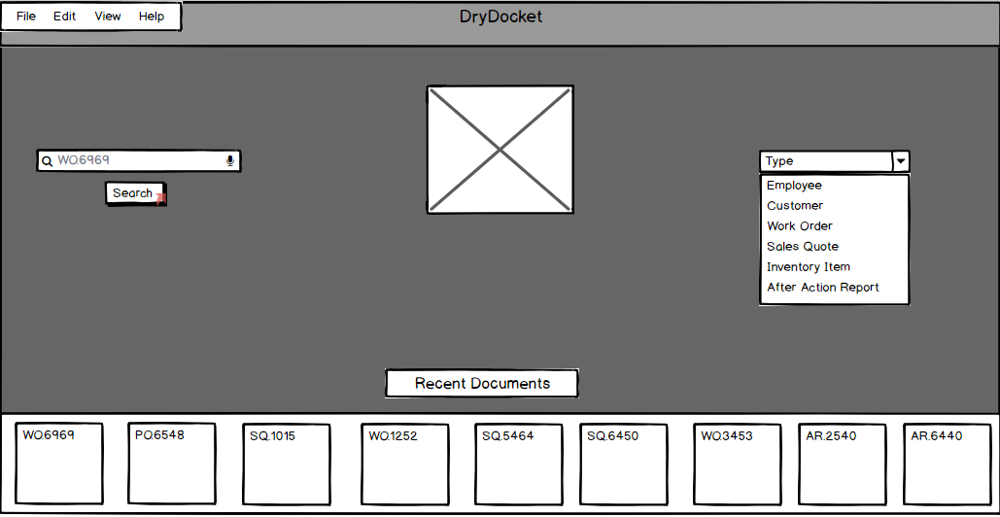 File Edit View Help
DryDocket
WO.6969
Search
Type
Employee
Customer
Work Order
Sales Quote
Inventory Item
After Action Report
Recent Documents
WO.6969 PO.6548 SQ.1015 WO.1252 SQ.5464 SQ.6450 WO.3453 AR.2540 AR.6440